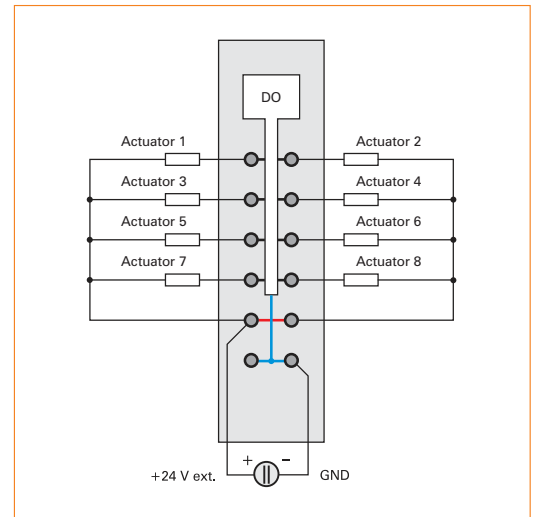 DO
Actuator 1
Actuator 2
Actuator 3
Actuator 4
Actuator 5
Actuator 6
Actuator 7
Actuator 8
+ −
+24 V ext.
GND